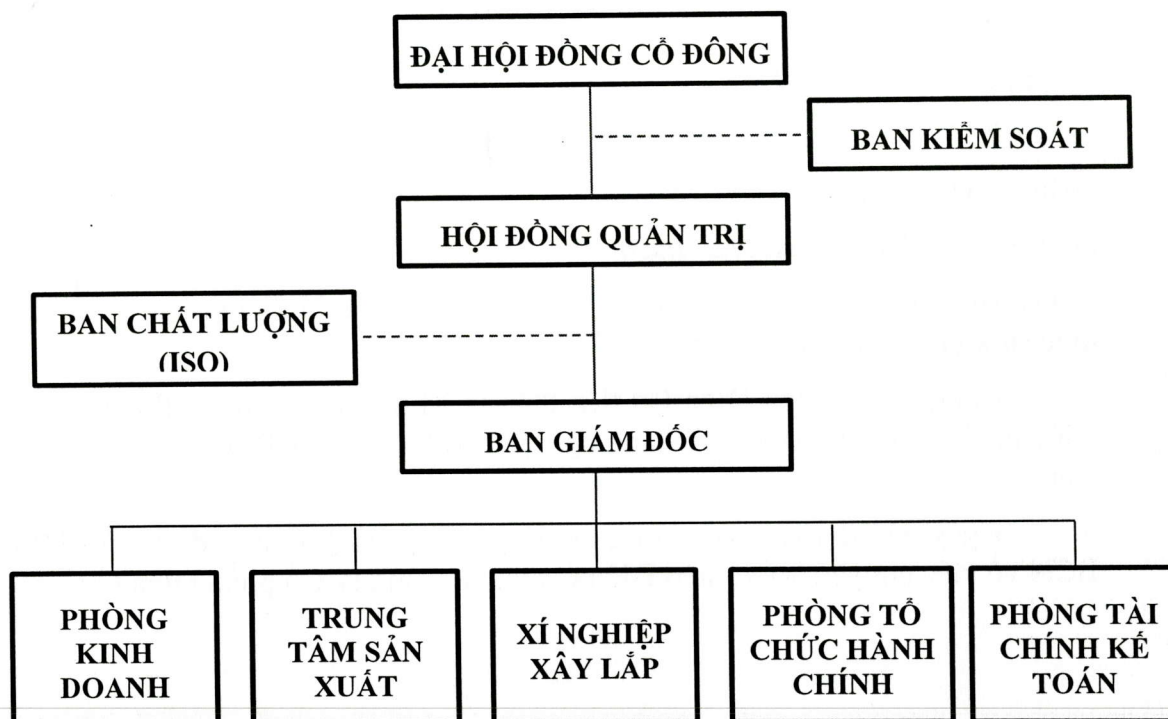 ĐẠI HỘI ĐỒNG CỔ ĐÔNG
BAN KIỂM SOÁT
HỘI ĐỒNG QUẢN TRỊ
BAN CHẤT LƯỢNG
(ISO)
BAN GIÁM ĐỐC
PHÒNG
KINH
DOANH
TRUNG
TÂM SẢN
XUẤT
XÍ NGHIỆP
XÂY LẮP
PHÒNG TỔ
CHỨC HÀNH
CHÍNH
PHÒNG TÀI
CHÍNH KẾ
TOÁN